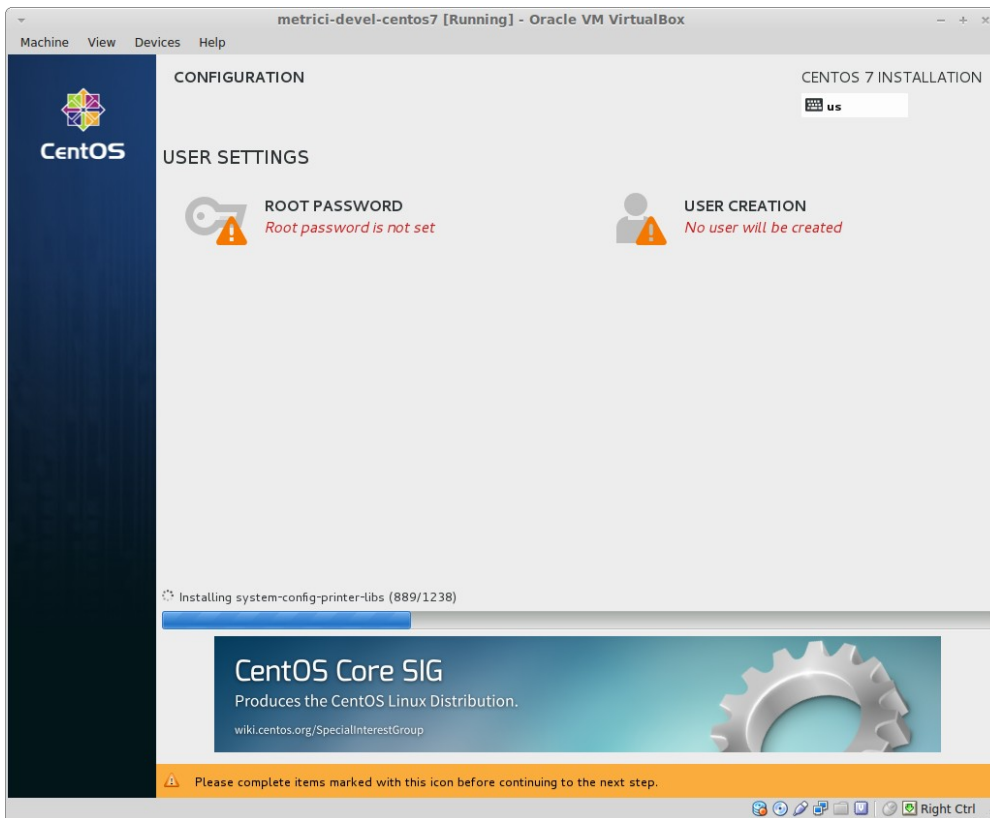 metrici-devel-centos7 [Running] - Oracle VM VirtualBox
Machine View Devices Help
CONFIGURATION
CENTOS 7 INSTALLATION
us
CentOS
USER SETTINGS
ROOT PASSWORD
Root password is not set
USER CREATION
No user will be created
Installing system-config-printer-libs (889/1238)
CentOS Core SIG
Produces the CentOS Linux Distribution.
wiki.centos.org/SpecialInterestGroup
Please complete items marked with this icon before continuing to the next step.
Right Ctrl